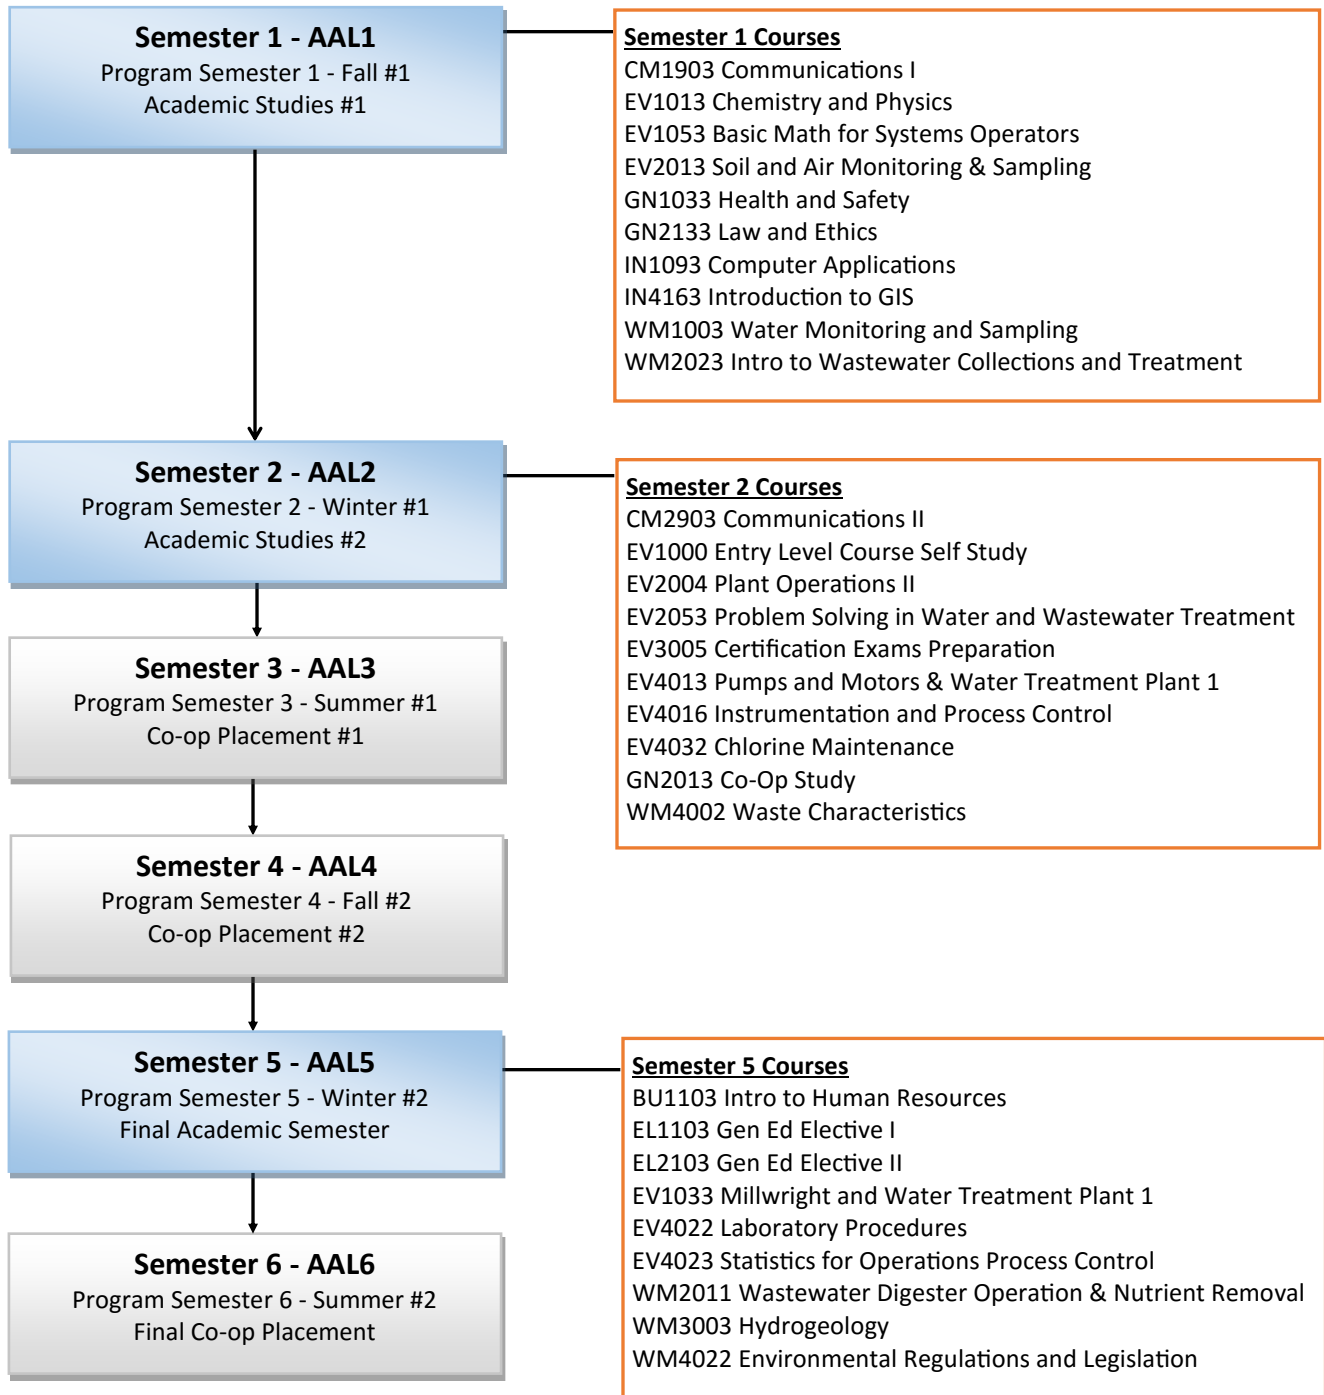 Semester 1 - AAL1
Program Semester 1 - Fall #1
Academic Studies #1
Semester 1 Courses
CM1903 Communications I
EV1013 Chemistry and Physics
EV1053 Basic Math for Systems Operators
EV2013 Soil and Air Monitoring & Sampling
GN1033 Health and Safety
GN2133 Law and Ethics
IN1093 Computer Applications
IN4163 Introduction to GIS
WM1003 Water Monitoring and Sampling
WM2023 Intro to Wastewater Collections and Treatment
Semester 2 - AAL2
Program Semester 2 - Winter #1
Academic Studies #2
Semester 2 Courses
CM2903 Communications II
EV1000 Entry Level Course Self Study
EV2004 Plant Operations II
EV2053 Problem Solving in Water and Wastewater Treatment
EV3005 Certification Exams Preparation
EV4013 Pumps and Motors & Water Treatment Plant 1
EV4016 Instrumentation and Process Control
EV4032 Chlorine Maintenance
GN2013 Co-Op Study
WM4002 Waste Characteristics
Semester 3 - AAL3
Program Semester 3 - Summer #1
Co-op Placement #1
Semester 4 - AAL4
Program Semester 4 - Fall #2
Co-op Placement #2
Semester 5 - AAL5
Program Semester 5 - Winter #2
Final Academic Semester
Semester 5 Courses
BU1103 Intro to Human Resources
EL1103 Gen Ed Elective I
EL2103 Gen Ed Elective II
EV1033 Millwright and Water Treatment Plant 1
EV4022 Laboratory Procedures
EV4023 Statistics for Operations Process Control
WM2011 Wastewater Digester Operation & Nutrient Removal
WM3003 Hydrogeology
WM4022 Environmental Regulations and Legislation
Semester 6 - AAL6
Program Semester 6 - Summer #2
Final Co-op Placement